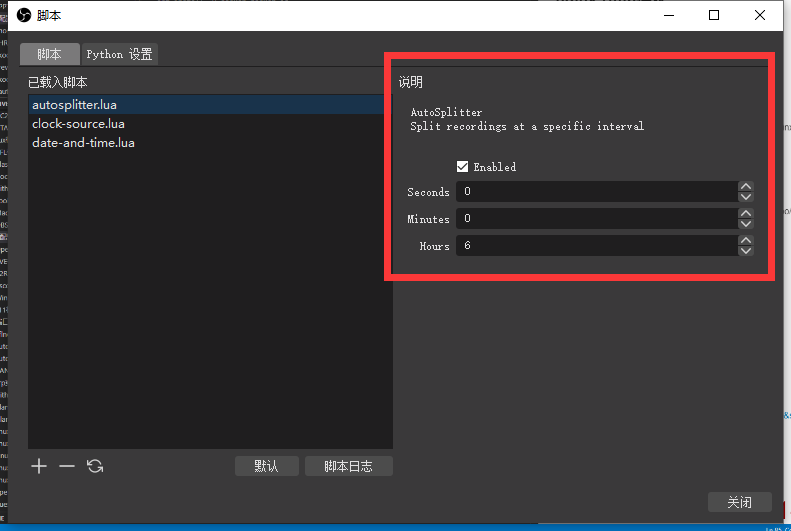 脚本
脚本
Python 设置
已载入脚本
autosplitter.lua
clock-source.lua
date-and-time.lua
默认
脚本日志
说明
AutoSplitter
Split recordings at a specific interval
Enabled
Seconds 0
Minutes 0
Hours 6
关闭